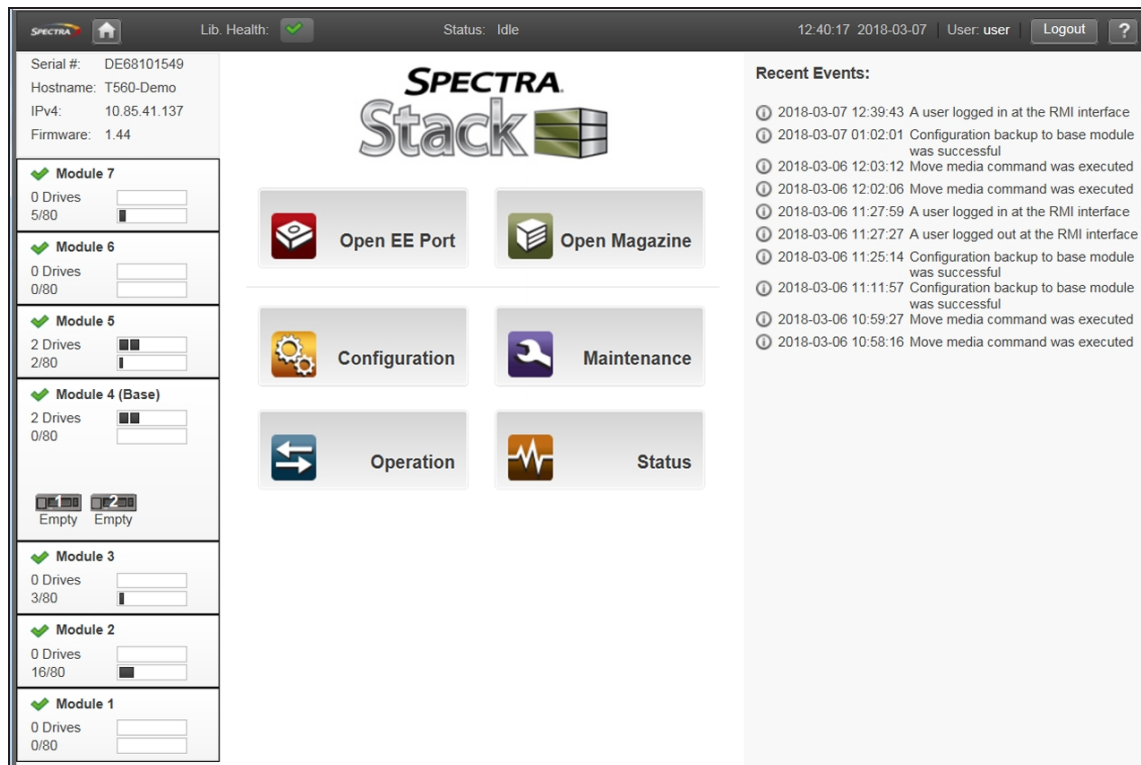 SPECTRA
Lib. Health:
Status: Idle
12:40:17 2018-03-07
User: user
Logout
?
Serial #: DE68101549
Hostname: T560-Demo
IPv4: 10.85.41.137
Firmware: 1.44
Module 7
0 Drives
5/80
Module 6
0 Drives
0/80
Module 5
2 Drives
2/80
Module 4 (Base)
2 Drives
0/80
1 2
Empty Empty
Module 3
0 Drives
3/80
Module 2
0 Drives
16/80
Module 1
0 Drives
0/80
SPECTRA
Stack
Open EE Port
Open Magazine
Configuration
Maintenance
Operation
Status
Recent Events:
2018-03-07 12:39:43 A user logged in at the RMI interface
2018-03-07 01:02:01 Configuration backup to base module
was successful
2018-03-06 12:03:12 Move media command was executed
2018-03-06 12:02:06 Move media command was executed
2018-03-06 11:27:59 A user logged in at the RMI interface
2018-03-06 11:27:27 A user logged out at the RMI interface
2018-03-06 11:25:14 Configuration backup to base module
was successful
2018-03-06 11:11:57 Configuration backup to base module
was successful
2018-03-06 10:59:27 Move media command was executed
2018-03-06 10:58:16 Move media command was executed